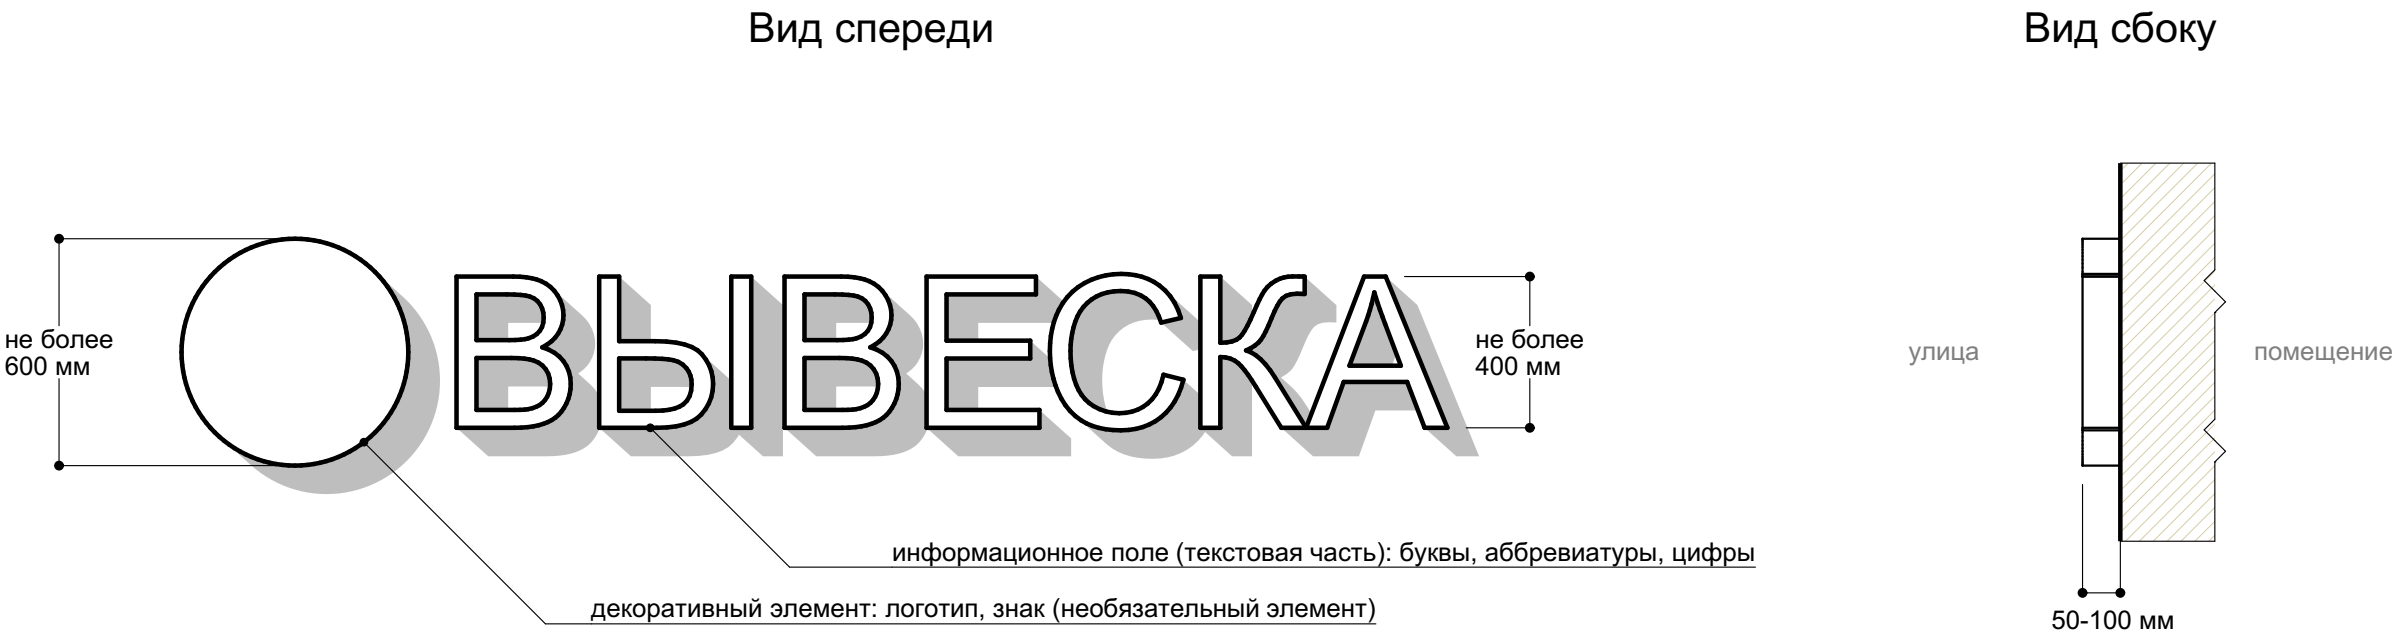 Вид спереди
Вид сбоку
не более
600 мм
ВЫВЕСКА
не более
400 мм
улица
помещение
информационное поле (текстовая часть): буквы, аббревиатуры, цифры
декоративный элемент: логотип, знак (необязательный элемент)
50-100 мм